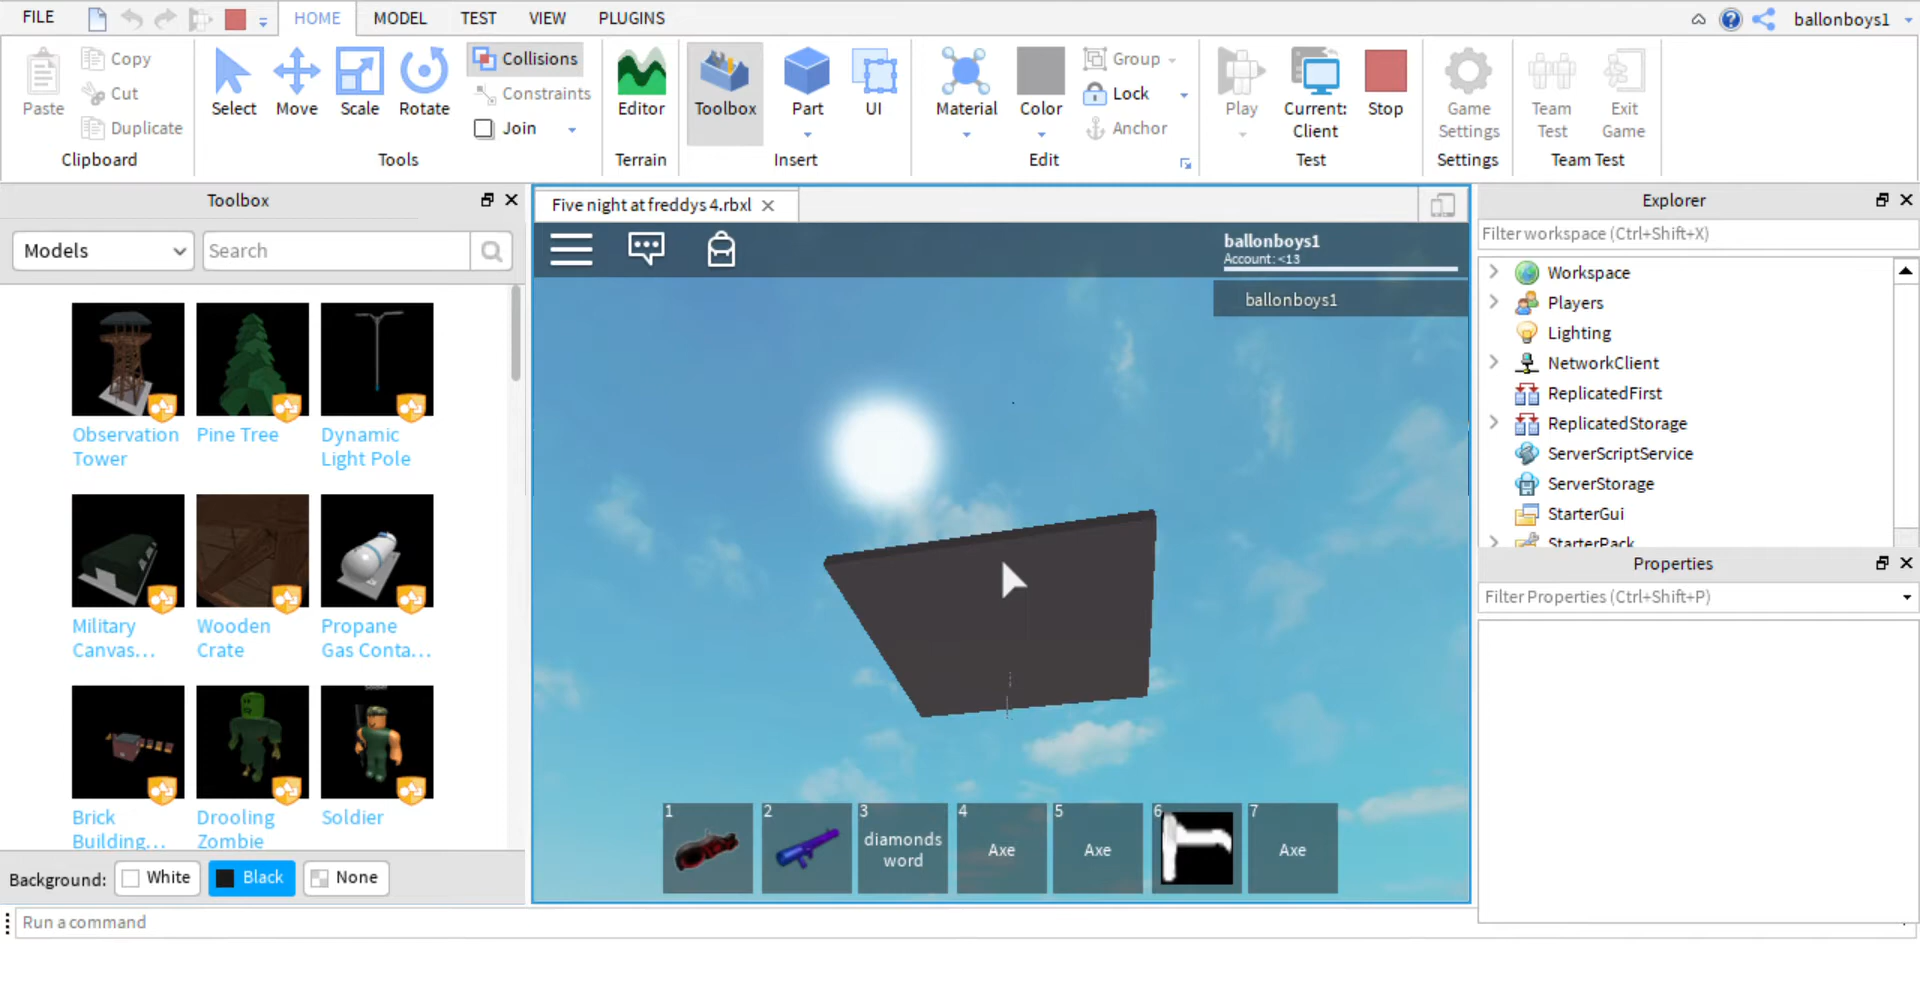 FILE HOME MODEL TEST VIEW PLUGINS ballonboys1
Paste
Copy
Cut
Duplicate
Clipboard
Select
Move
Scale
Rotate
Collisions
Constraints
Join
Tools
Editor
Terrain
Toolbox
Part
UI
Insert
Material
Color
Group
Lock
Anchor
Edit
Play
Current:
Client
Stop
Test
Game
Settings
Settings
Team
Test
Exit
Game
Team Test
Toolbox
Models
Search
Observation
Tower
Pine Tree
Dynamic
Light Pole
Military
Canvas...
Wooden
Crate
Propane
Gas Conta...
Brick
Building...
Drooling
Zombie
Soldier
Background: White Black None
Run a command
Five night at freddys 4.rbxl
ballonboys1
Account: <13
ballonboys1
1
2
3
diamonds
word
4
Axe
5
Axe
6
7
Axe
Explorer
Filter workspace (Ctrl+Shift+X)
Workspace
Players
Lighting
NetworkClient
ReplicatedFirst
ReplicatedStorage
ServerScriptService
ServerStorage
StarterGui
StarterPack
Properties
Filter Properties (Ctrl+Shift+P)